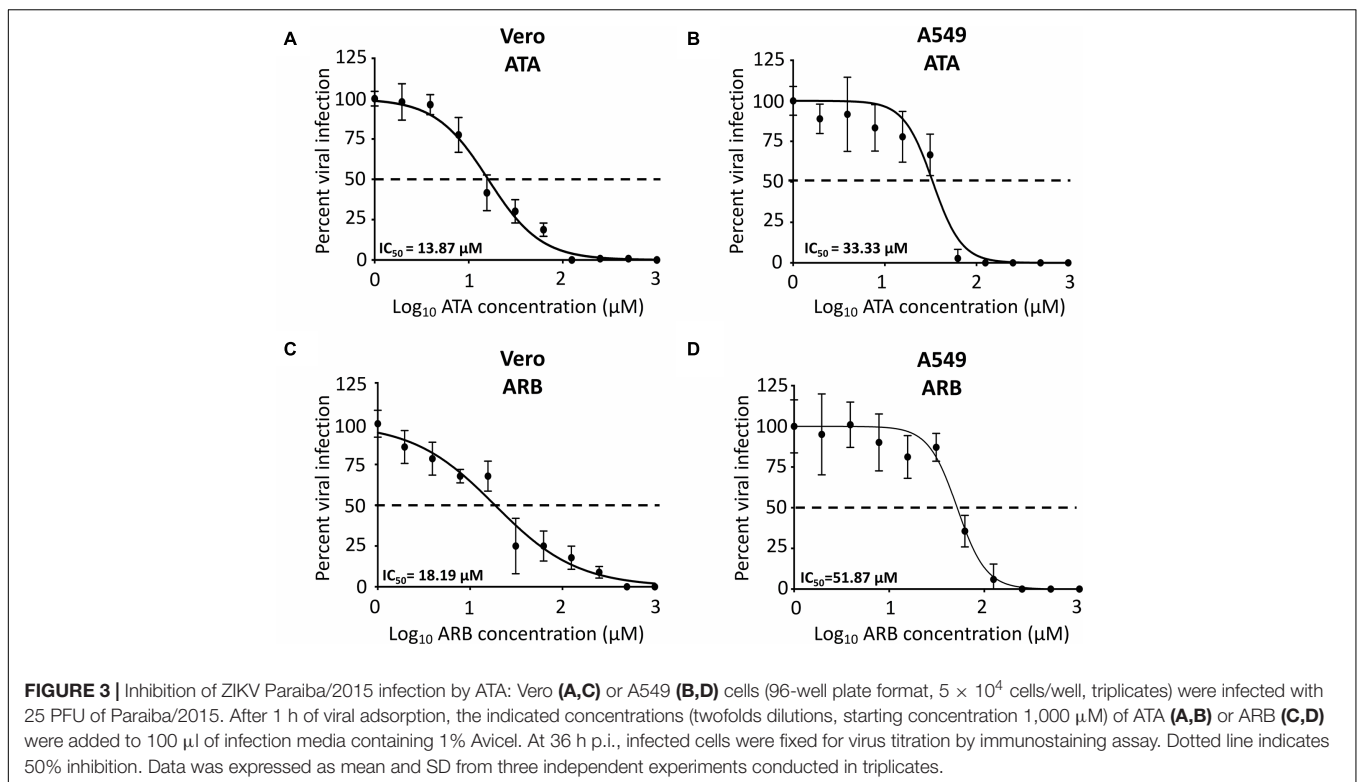 A
Vero
ATA
125
100
75
50
25
0
Percent viral infection
IC₅₀ = 13.87 µM
0 1 2 3
Log₁₀ ATA concentration (µM)
B
A549
ATA
125
100
75
50
25
0
Percent viral infection
IC₅₀ = 33.33 µM
0 1 2 3
Log₁₀ ATA concentration (µM)
C
Vero
ARB
125
100
75
50
25
0
Percent viral infection
IC₅₀= 18.19 µM
0 1 2 3
Log₁₀ ARB concentration (µM)
D
A549
ARB
125
100
75
50
25
0
Percent viral infection
IC₅₀=51.87 µM
0 1 2 3
Log₁₀ ARB concentration (µM)
FIGURE 3 | Inhibition of ZIKV Paraiba/2015 infection by ATA: Vero (A,C) or A549 (B,D) cells (96-well plate format, 5 × 10⁴ cells/well, triplicates) were infected with
25 PFU of Paraiba/2015. After 1 h of viral adsorption, the indicated concentrations (twofolds dilutions, starting concentration 1,000 µM) of ATA (A,B) or ARB (C,D)
were added to 100 µl of infection media containing 1% Avicel. At 36 h p.i., infected cells were fixed for virus titration by immunostaining assay. Dotted line indicates
50% inhibition. Data was expressed as mean and SD from three independent experiments conducted in triplicates.